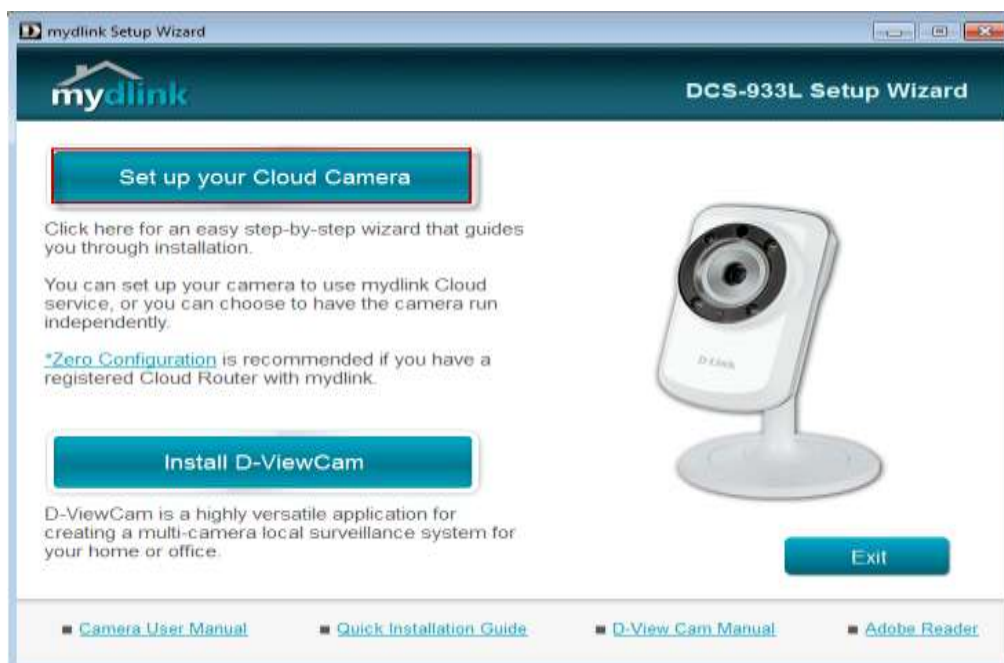 mydlink Setup Wizard
mydlink
DCS-933L Setup Wizard
Set up your Cloud Camera
Click here for an easy step-by-step wizard that guides
you through installation.
You can set up your camera to use mydlink Cloud
service, or you can choose to have the camera run
independently.
*Zero Configuration is recommended if you have a
registered Cloud Router with mydlink.
D-Link
Install D-ViewCam
D-ViewCam is a highly versatile application for
creating a multi-camera local surveillance system for
your home or office.
Exit
Camera User Manual
Quick Installation Guide
D-View Cam Manual
Adobe Reader